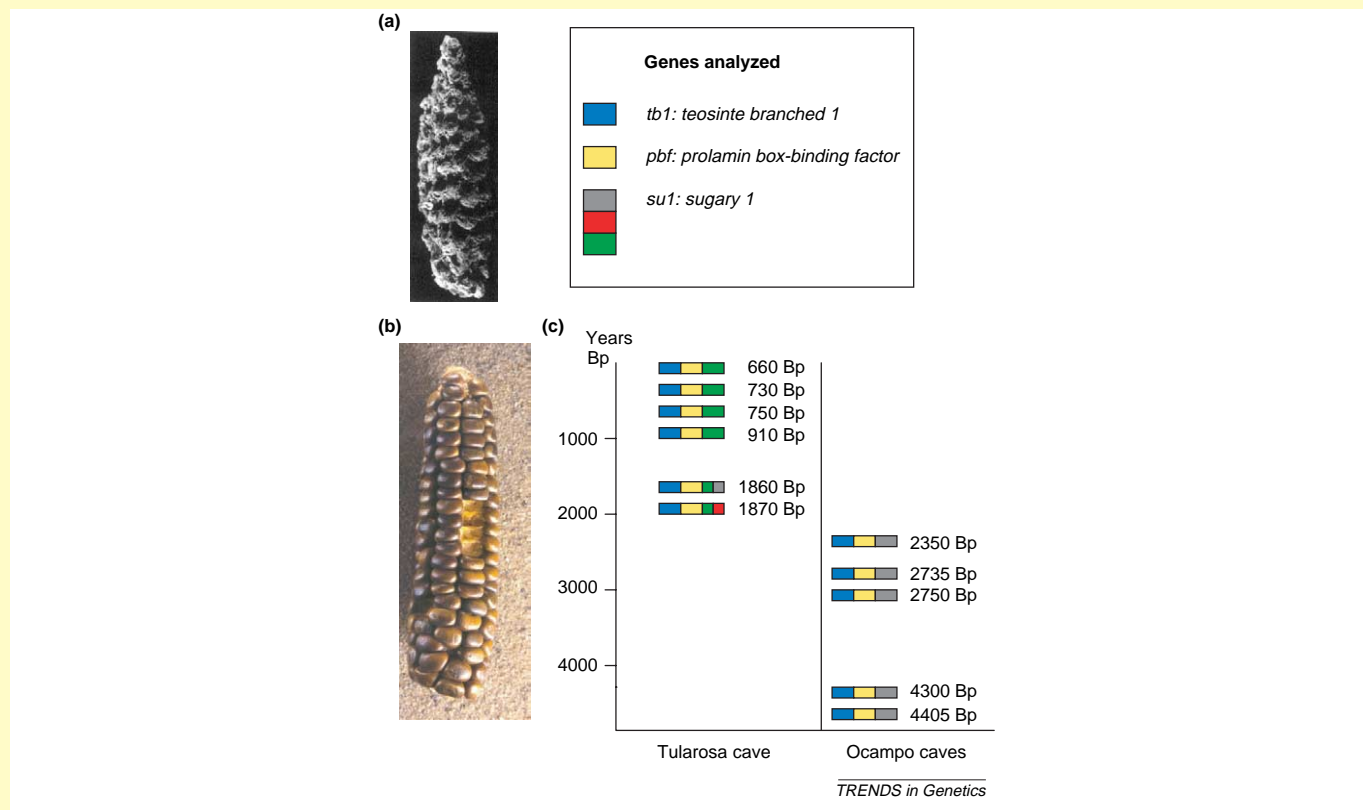 (a)
Genes analyzed
tb1: teosinte branched 1
pbf: prolamin box-binding factor
su1: sugary 1
(b)
(c)
Years
Bp
660 Bp
730 Bp
750 Bp
910 Bp
1000
1860 Bp
1870 Bp
2000
2350 Bp
2735 Bp
2750 Bp
3000
4000
4300 Bp
4405 Bp
Tularosa cave
Ocampo caves
TRENDS in Genetics